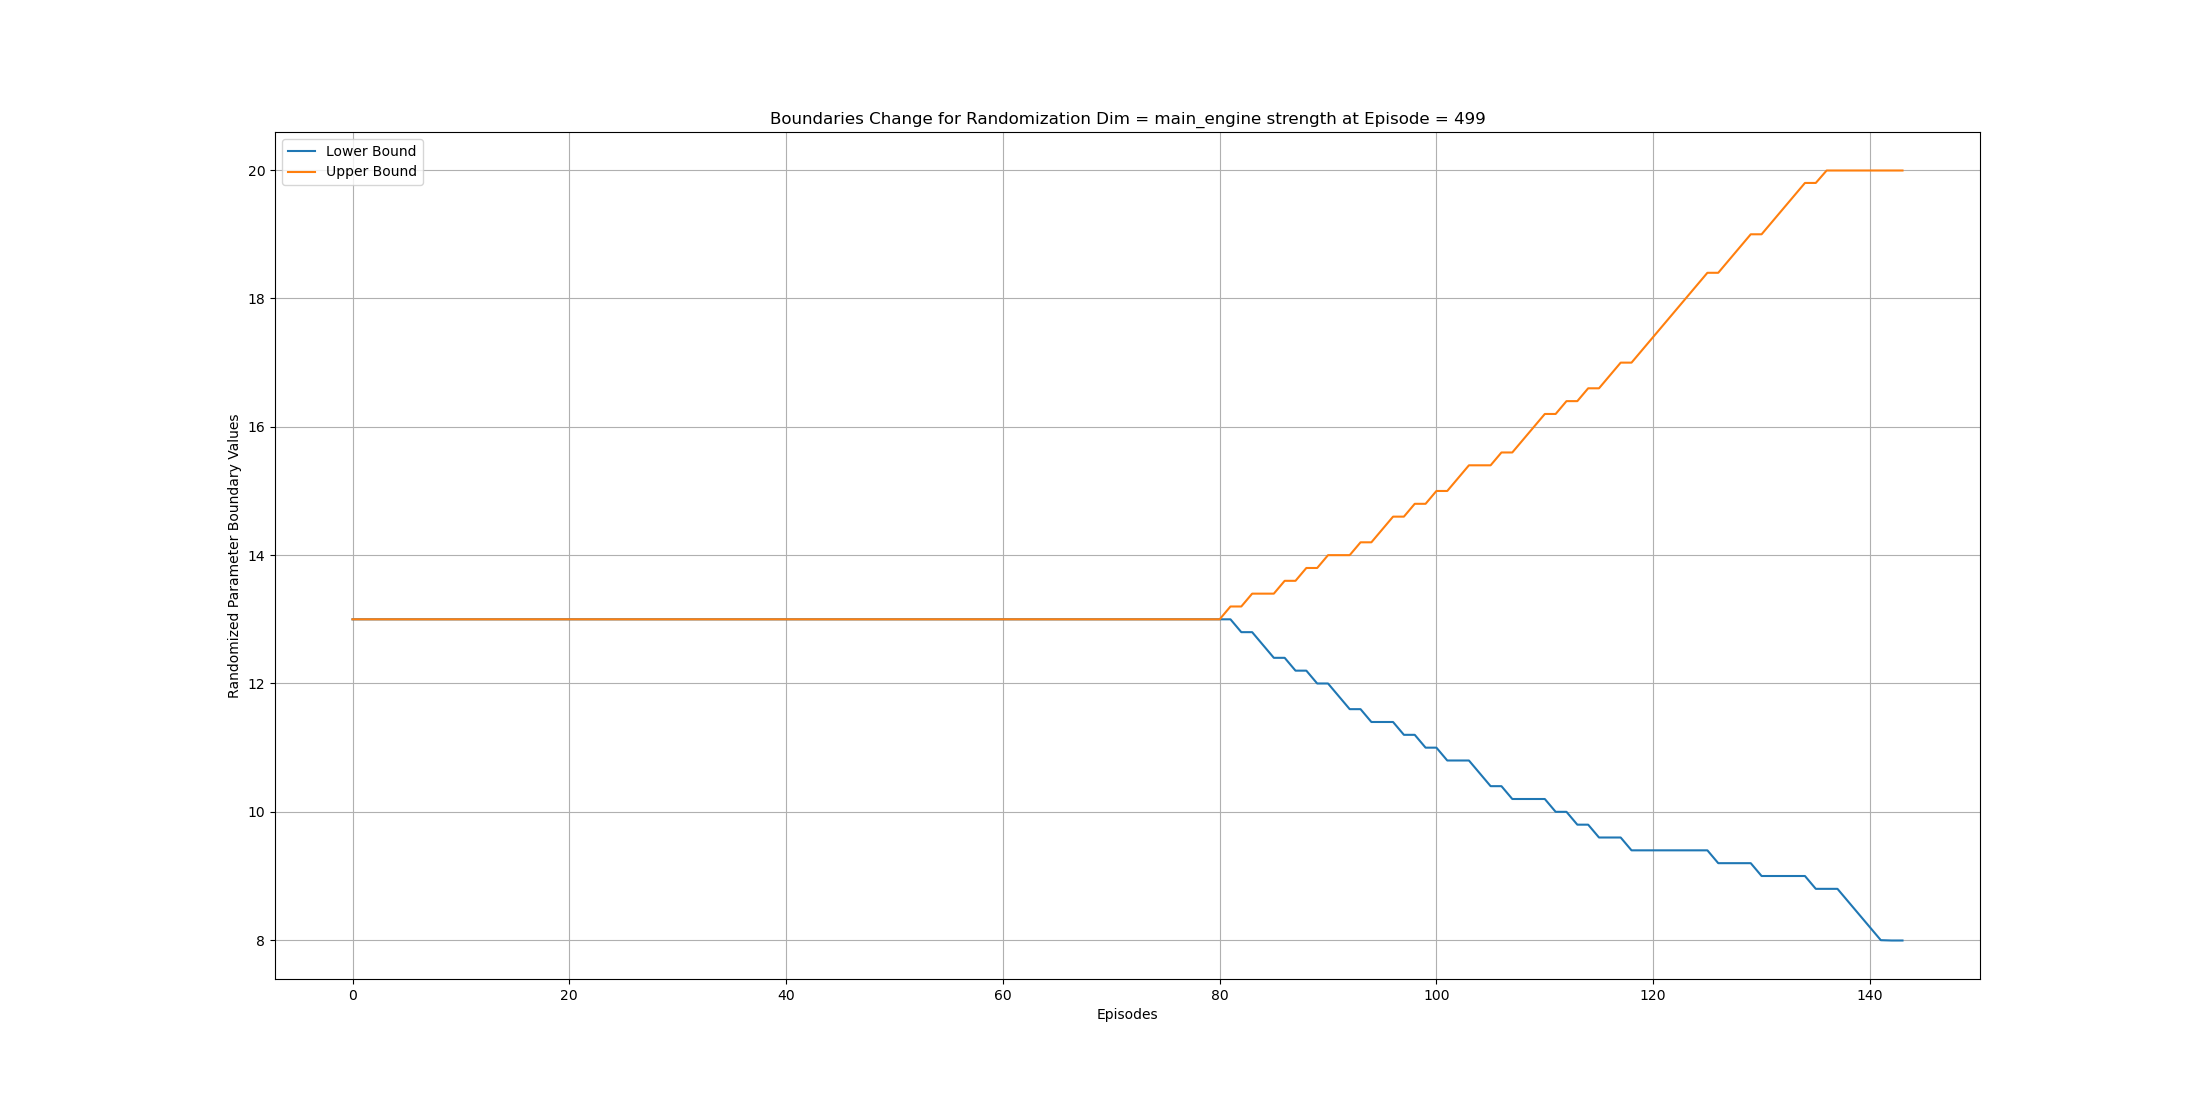 Boundaries Change for Randomization Dim = main_engine strength at Episode = 499
Lower Bound
Upper Bound
Randomized Parameter Boundary Values
20
18
16
14
12
10
8
0 20 40 60 80 100 120 140
Episodes